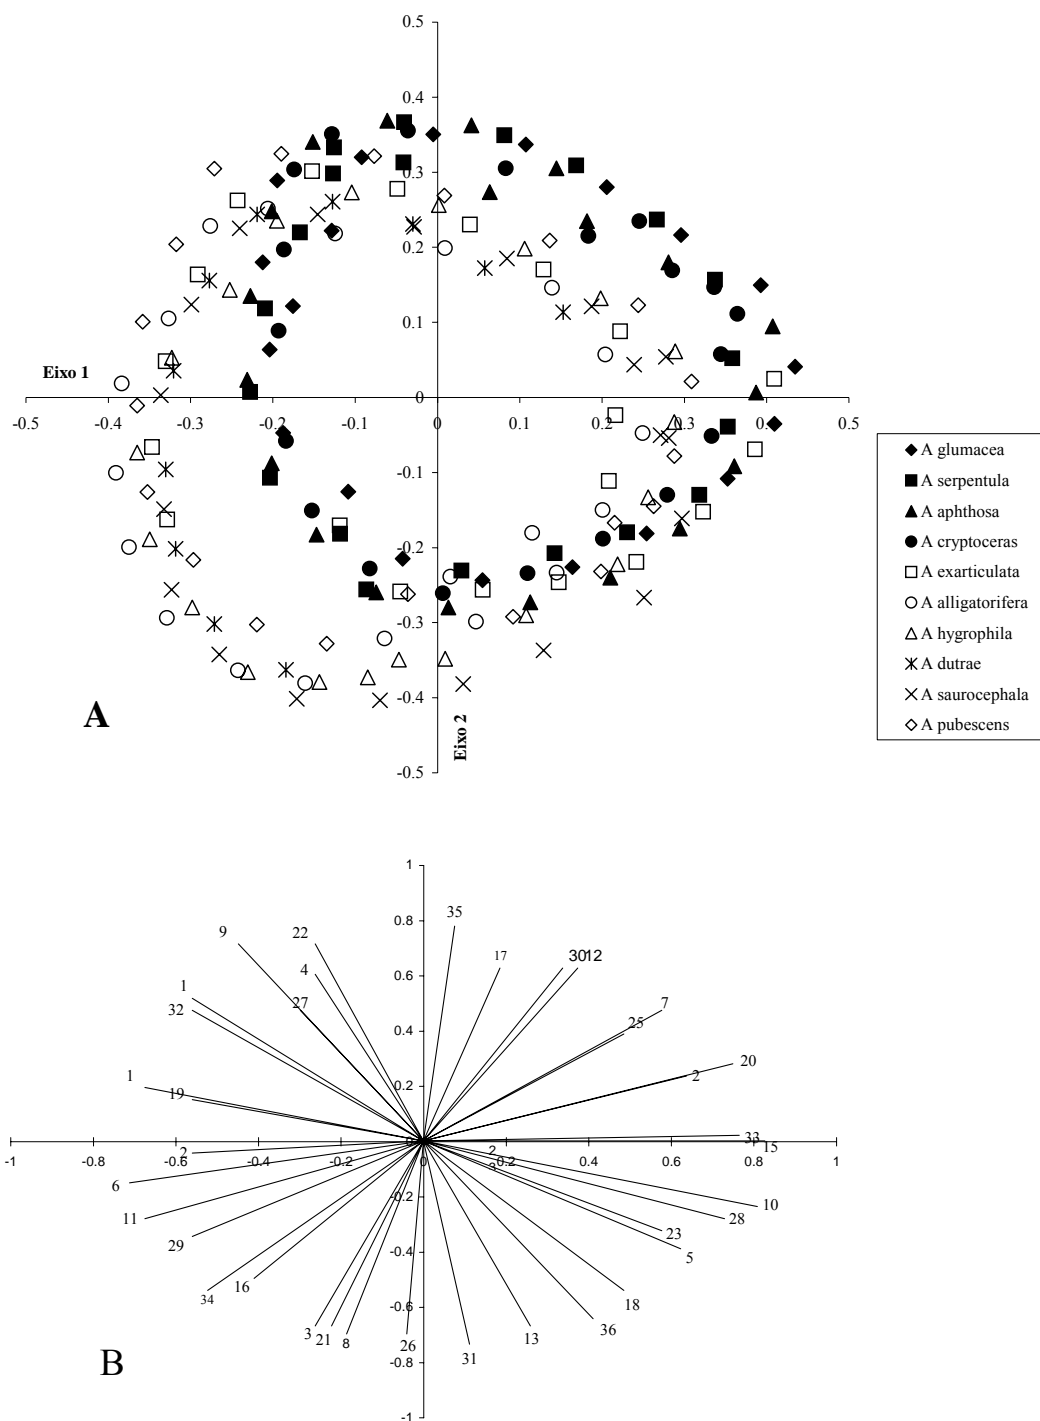 0.5
0.4
0.3
0.2
0.1
Eixo 1
0
-0.5 -0.4 -0.3 -0.2 -0.1 0 0.1 0.2 0.3 0.4 0.5
-0.1
-0.2
-0.3
-0.4
-0.5
Eixo 2
A
A glumacea
A serpentula
A aphthosa
A cryptoceras
A exarticulata
A alligatorifera
A hygrophila
A dutrae
A saurocephala
A pubescens
1
0.8
0.6
0.4
0.2
0
-1 -0.8 -0.6 -0.4 -0.2 0 0.2 0.4 0.6 0.8 1
-0.2
-0.4
-0.6
-0.8
-1
35
9 22
17 3012
4
1
32 27
7
25
20
2
1
19
33
15
2
2
6
10
11 28
29 23
5
16
34 18
3 21 8 26 31 13 36
B